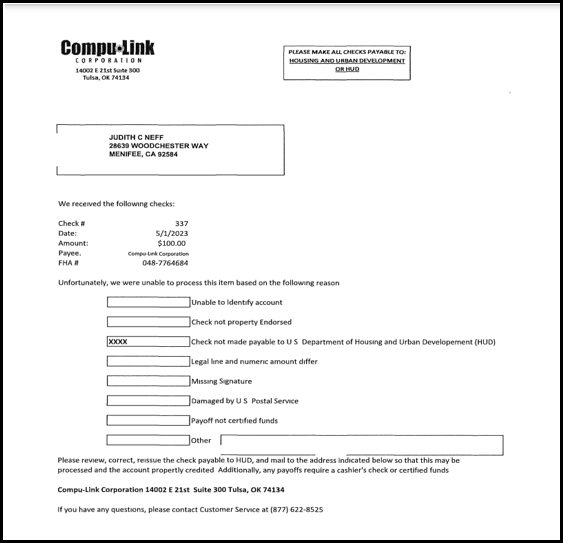 Compu Link
CORPORATION
14002 E 21st Suite 300
Tulsa, OK 74134
PLEASE MAKE ALL CHECKS PAYABLE TO:
HOUSING AND URBAN DEVELOPMENT
OR HUD
JUDITH C NEFF
28639 WOODCHESTER WAY
MENIFEE, CA 92584
We received the following checks:
Check # 337
Date: 5/1/2023
Amount: $100.00
Payee. Compu-Link Corporation
FHA # 048-7764684
Unfortunately, we were unable to process this item based on the following reason
Unable to Identify account
Check not property Endorsed
XXXX Check not made payable to U S Department of Housing and Urban Developement (HUD)
Legal line and numeric amount differ
Missing Signature
Damaged by U S Postal Service
Payoff not certified funds
Other
Please review, correct, reissue the check payable to HUD, and mail to the address indicated below so that this may be
processed and the account propertly credited Additionally, any payoffs require a cashier's check or certified funds
Compu-Link Corporation 14002 E 21st Suite 300 Tulsa, OK 74134
If you have any questions, please contact Customer Service at (877) 622-8525